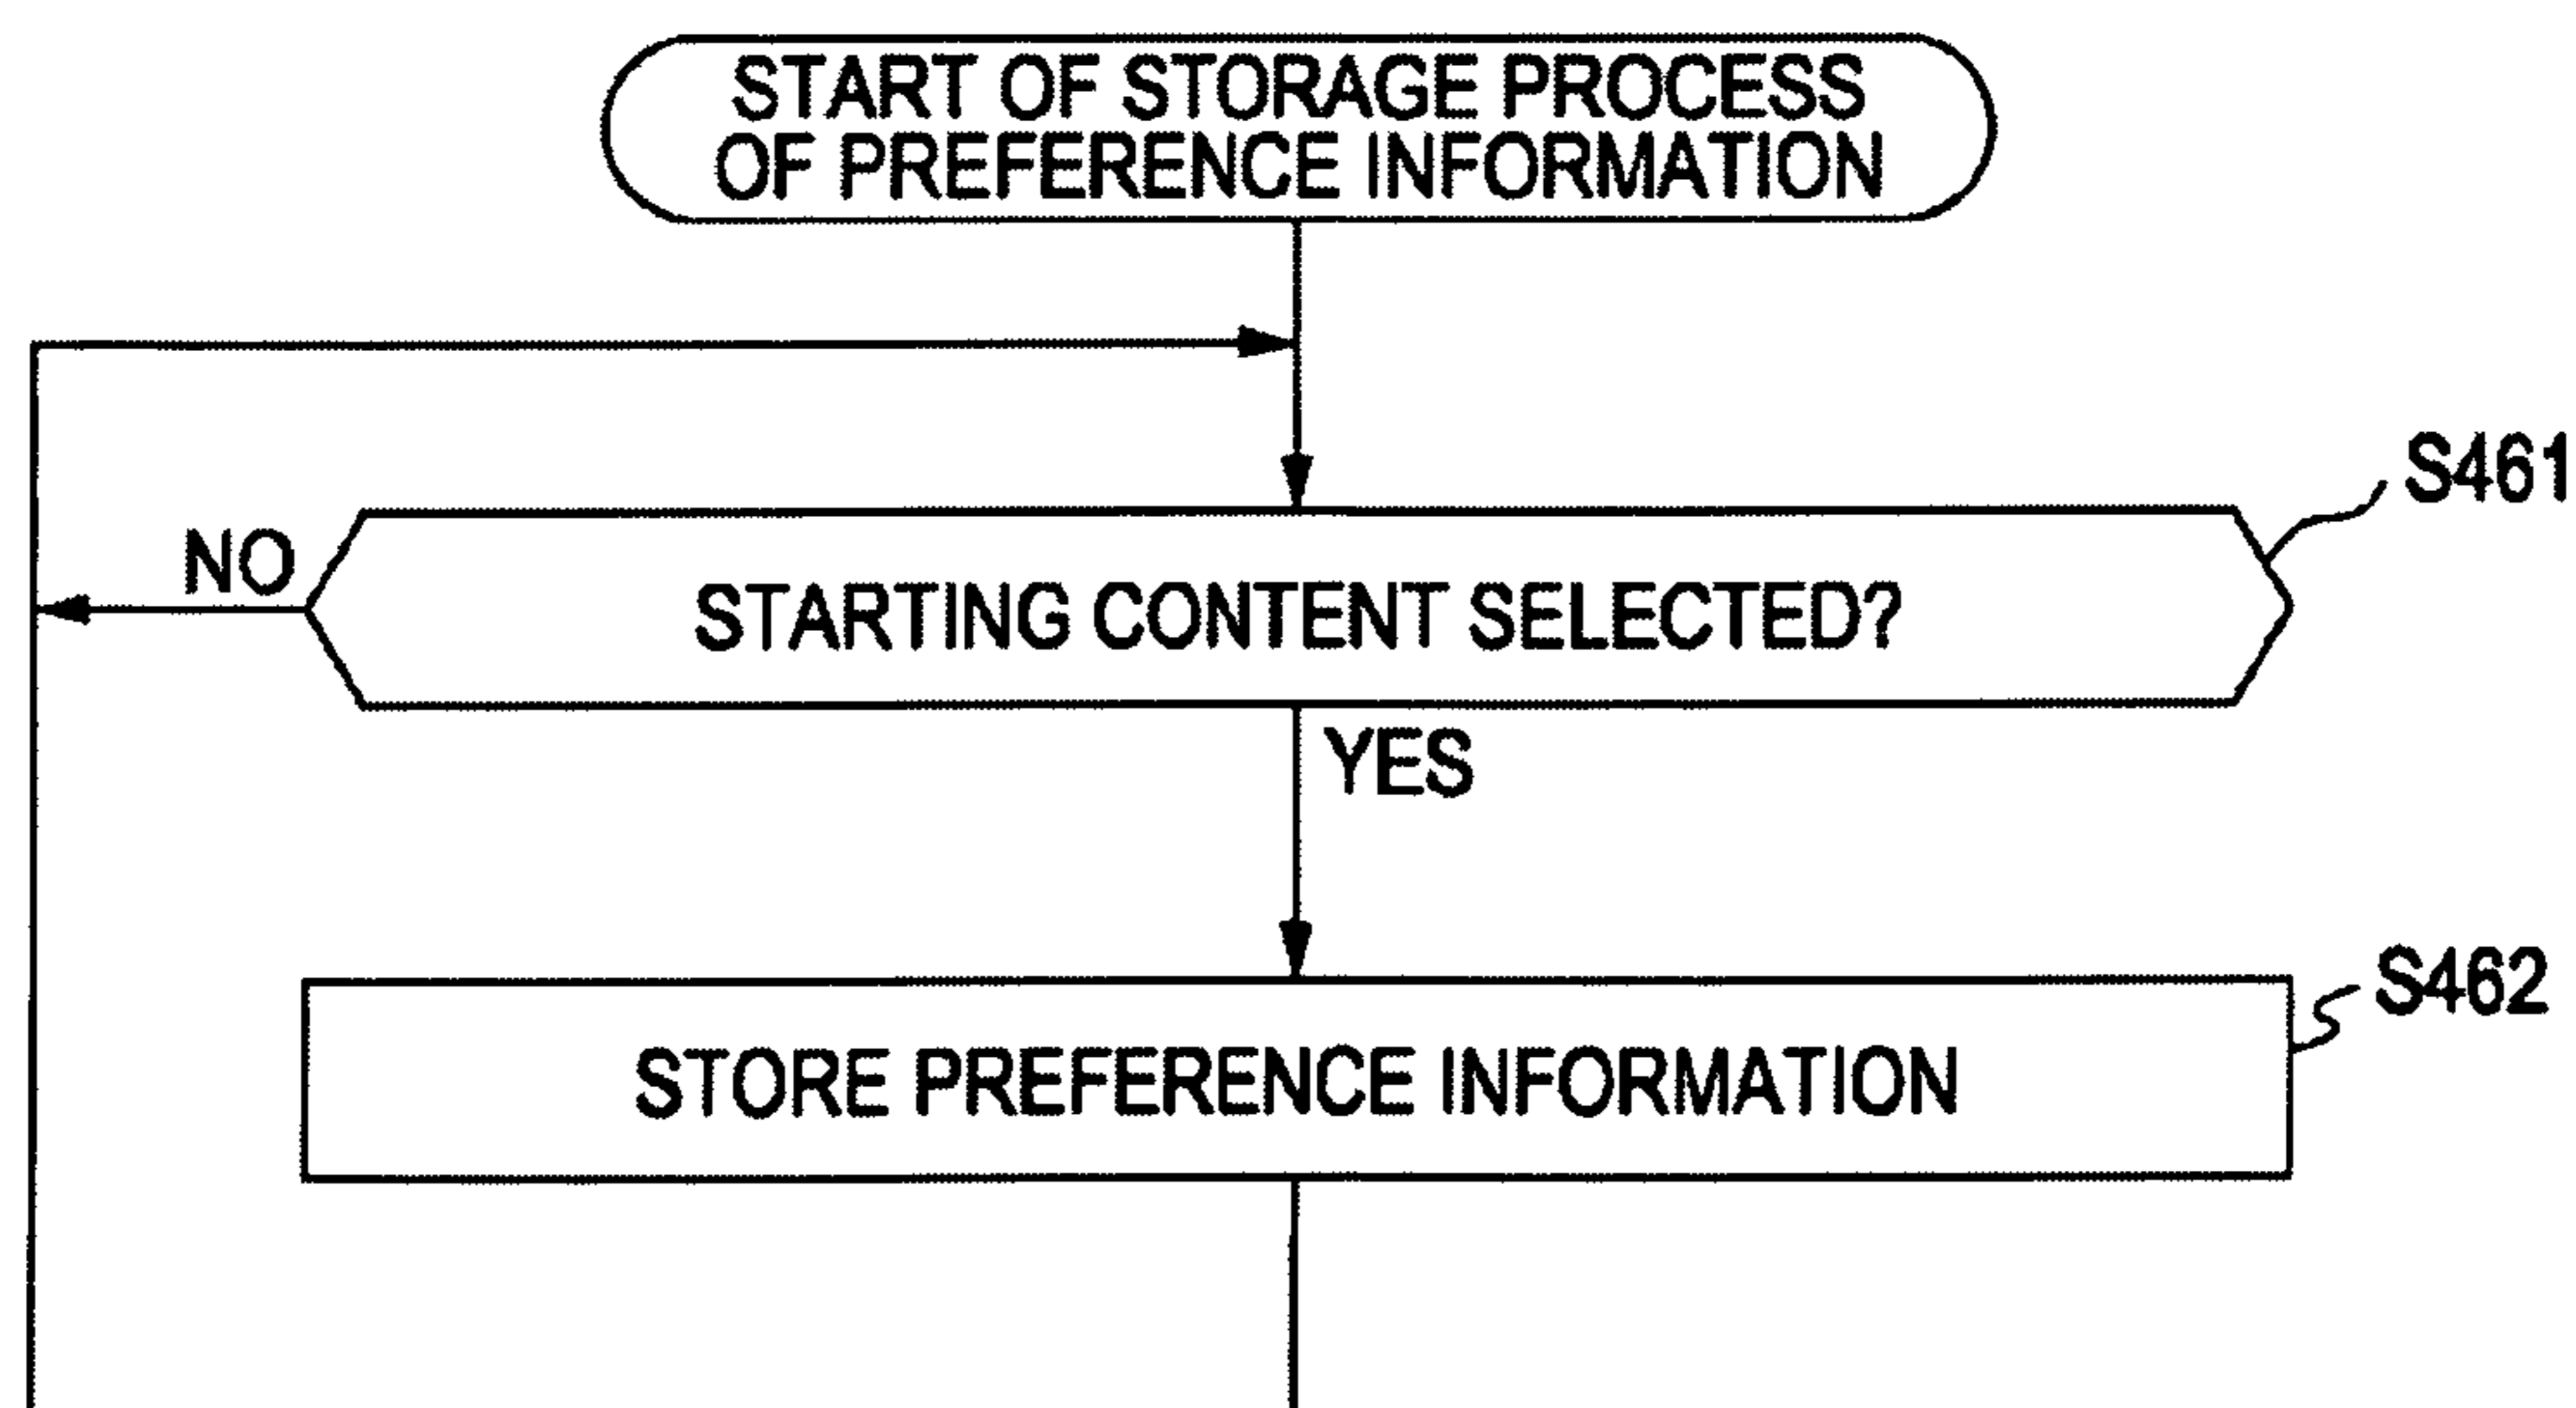 START OF STORAGE PROCESS
OF PREFERENCE INFORMATION
S461
NO
STARTING CONTENT SELECTED?
YES
S462
STORE PREFERENCE INFORMATION